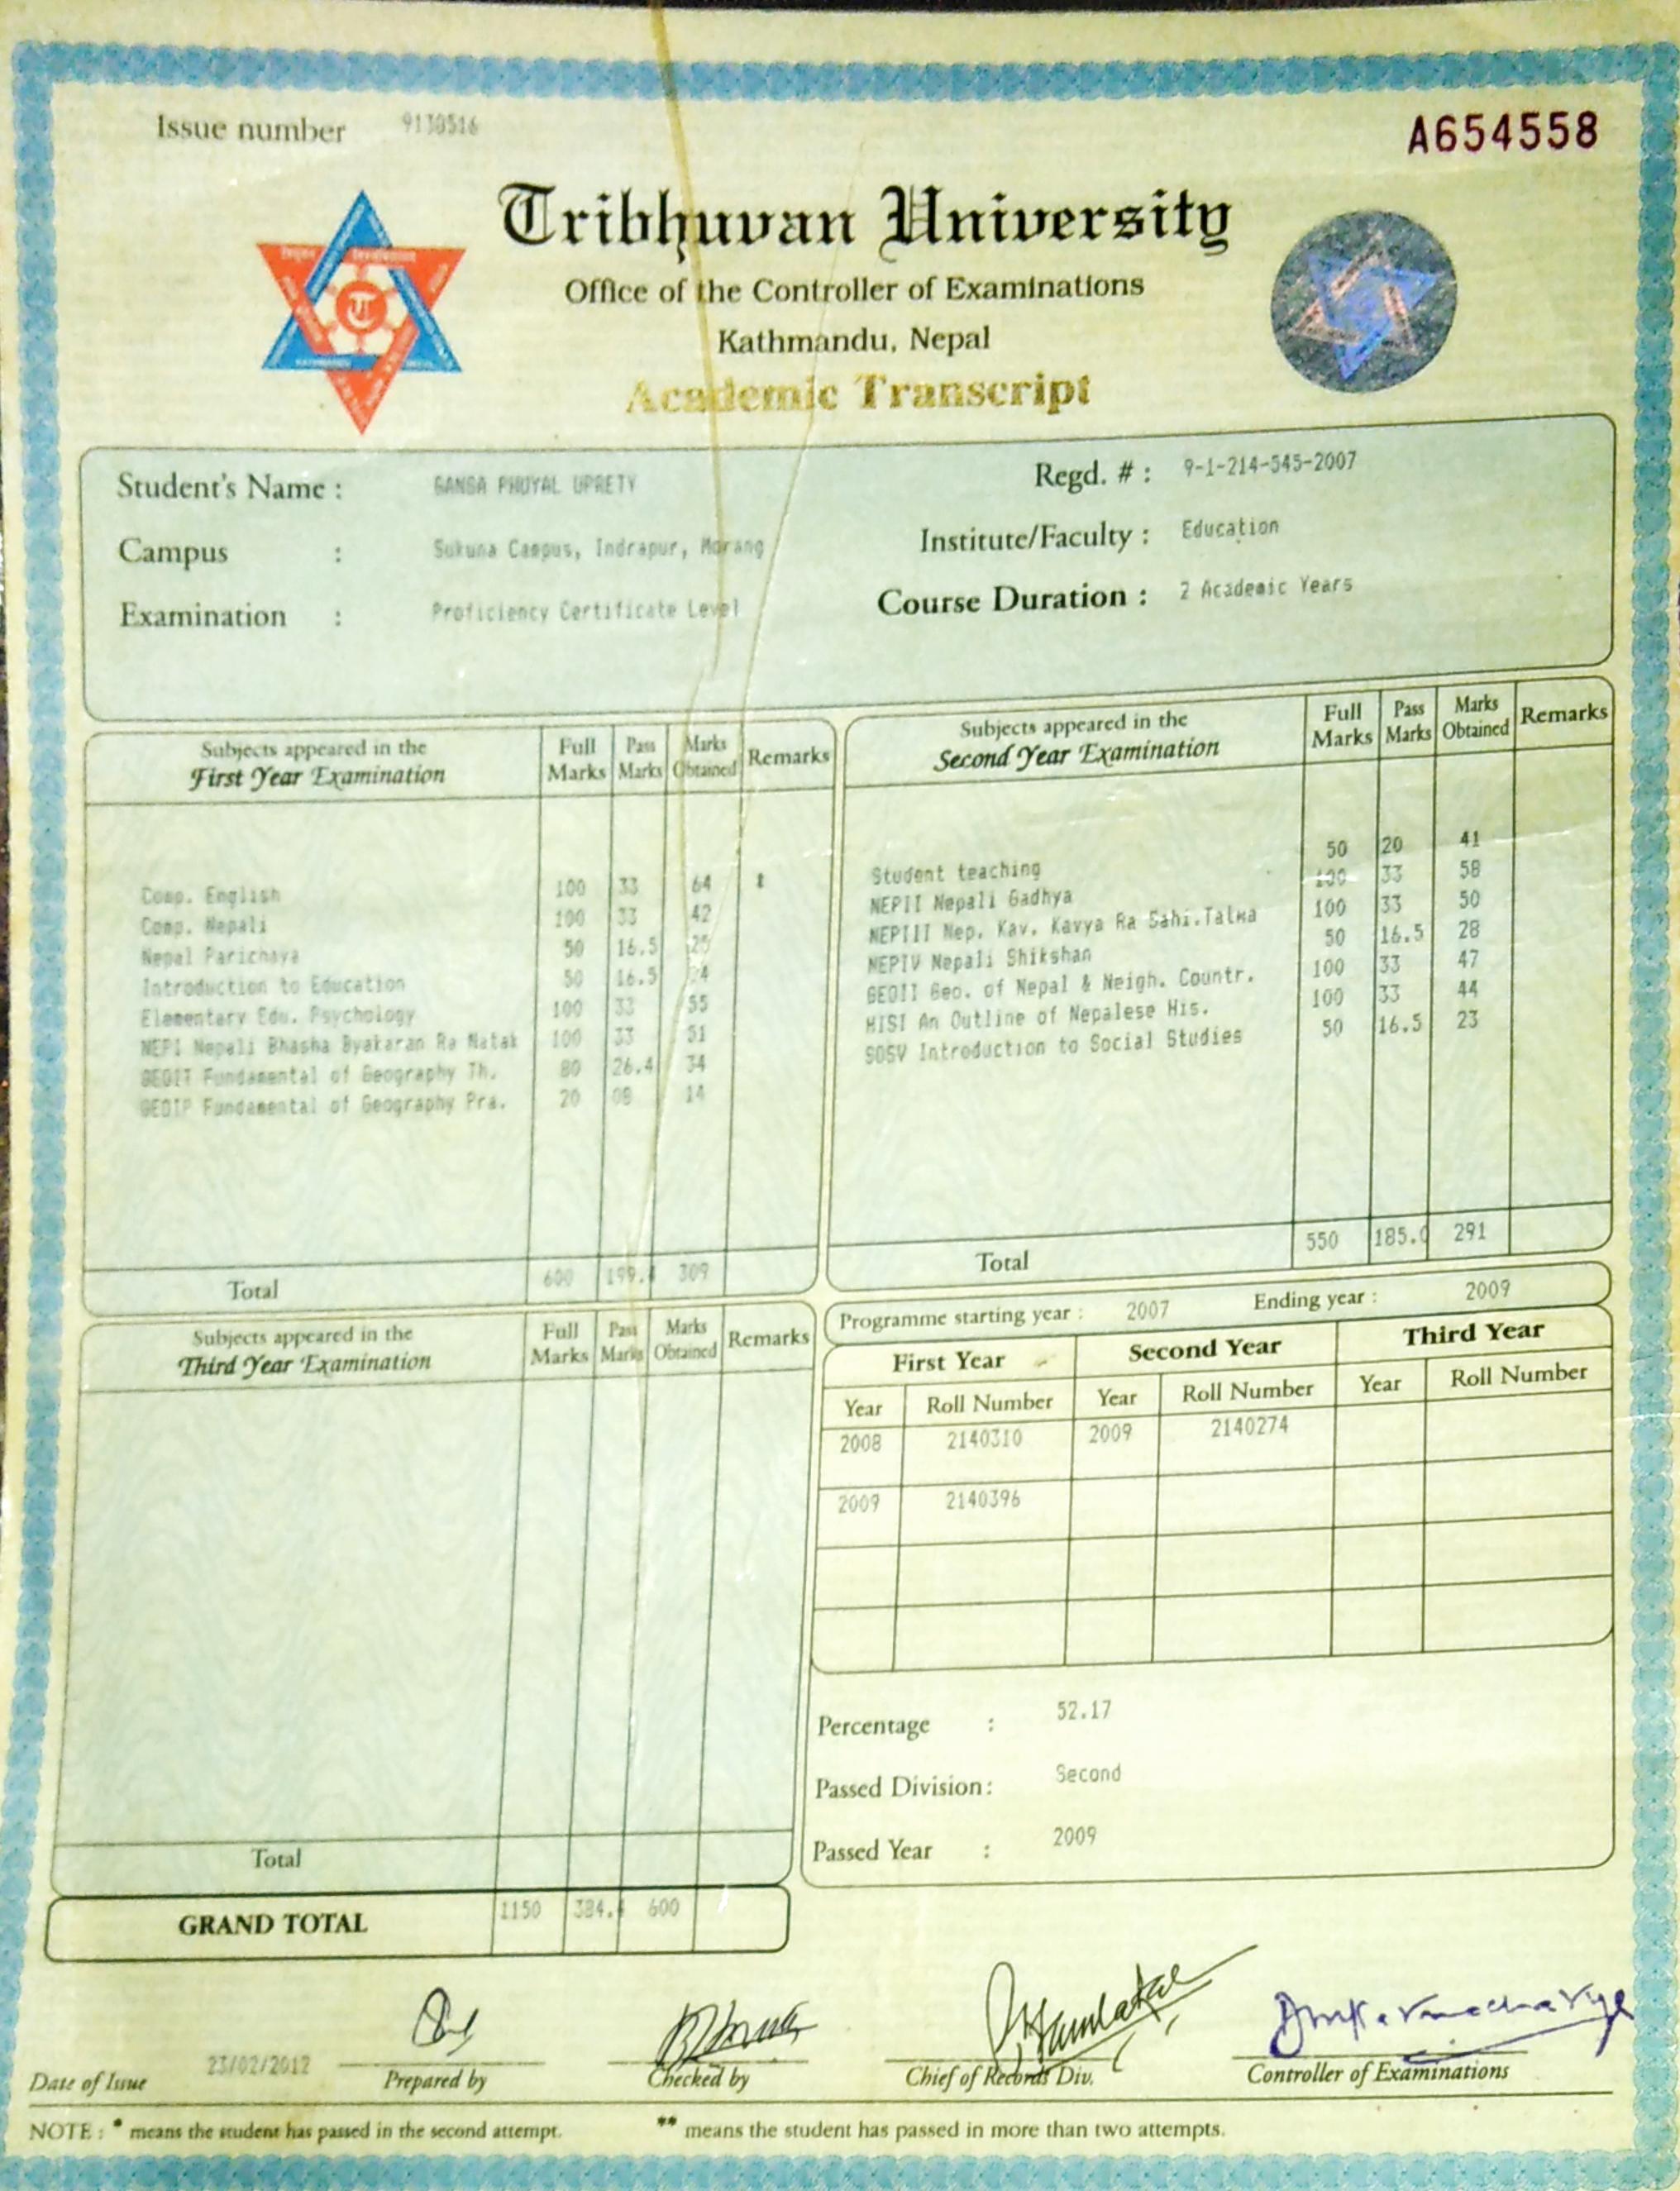 Issue number 9130516
A654558
Tribhuvan University
Office of the Controller of Examinations
Kathmandu, Nepal
Academic Transcript
Student's Name : GANGA PHUYAL UPRETY
Regd. # : 9-1-214-545-2007
Campus : Sukuna Campus, Indrapur, Morang
Institute/Faculty : Education
Examination : Proficiency Certificate Level
Course Duration : 2 Academic Years
Subjects appeared in the First Year Examination Full Marks Pass Marks Marks Obtained Remarks
Comp. English 100 33 64 *
Comp. Nepali 100 33 42
Nepal Parichaya 50 16.5 25
Introduction to Education 50 16.5 24
Elementary Edu. Psychology 100 33 55
NEPI Nepali Bhasha Byakaran Ra Natak 100 33 51
GEOIT Fundamental of Geography Th. 80 26.4 34
GEOIP Fundamental of Geography Pra. 20 08 14
Total 600 199.4 309
Subjects appeared in the Second Year Examination Full Marks Pass Marks Marks Obtained Remarks
Student teaching 50 20 41
NEPII Nepali Gadhya 100 33 58
NEPIII Nep. Kav. Kavya Ra Sahi.Talwa 100 33 50
NEPIV Nepali Shikshan 50 16.5 28
GEOII Geo. of Nepal & Neigh. Countr. 100 33 47
HISI An Outline of Nepalese His. 100 33 44
SOSV Introduction to Social Studies 50 16.5 23
Total 550 185.0 291
Subjects appeared in the Third Year Examination Full Marks Pass Marks Marks Obtained Remarks
Total
GRAND TOTAL 1150 384.4 600
Programme starting year : 2007 Ending year : 2009
First Year Second Year Third Year
Year Roll Number Year Roll Number Year Roll Number
2008 2140310 2009 2140274
2009 2140396
Percentage : 52.17
Passed Division : Second
Passed Year : 2009
Date of Issue 23/02/2012
Prepared by
Checked by
Chief of Records Div.
Controller of Examinations
NOTE : * means the student has passed in the second attempt. ** means the student has passed in more than two attempts.